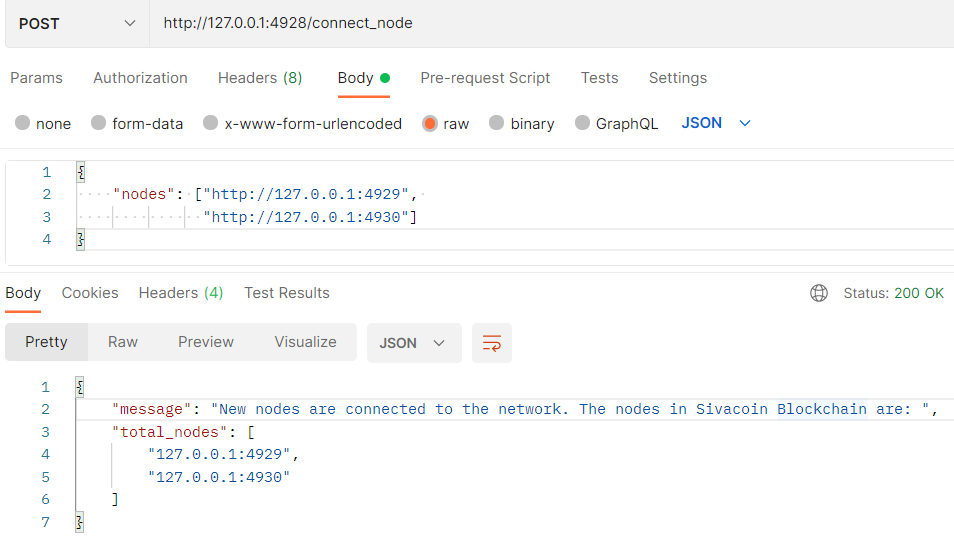 POST http://127.0.0.1:4928/connect_node
Params Authorization Headers (8) Body Pre-request Script Tests Settings
none form-data x-www-form-urlencoded raw binary GraphQL JSON
1 {
2 "nodes": ["http://127.0.0.1:4929",
3 "http://127.0.0.1:4930"]
4 }
Body Cookies Headers (4) Test Results Status: 200 OK
Pretty Raw Preview Visualize JSON
1 {
2 "message": "New nodes are connected to the network. The nodes in Sivacoin Blockchain are: ",
3 "total_nodes": [
4 "127.0.0.1:4929",
5 "127.0.0.1:4930"
6 ]
7 }